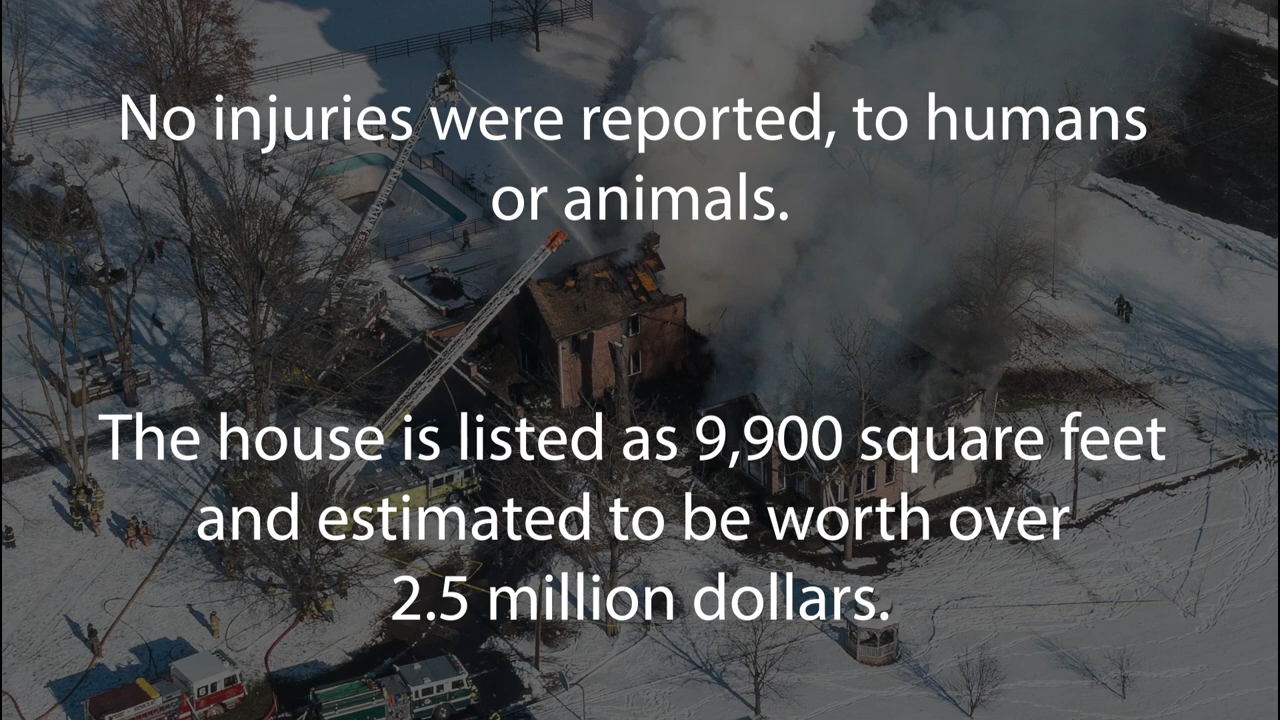 No injuries were reported, to humans
or animals.
The house is listed as 9,900 square feet
and estimated to be worth over
2.5 million dollars.